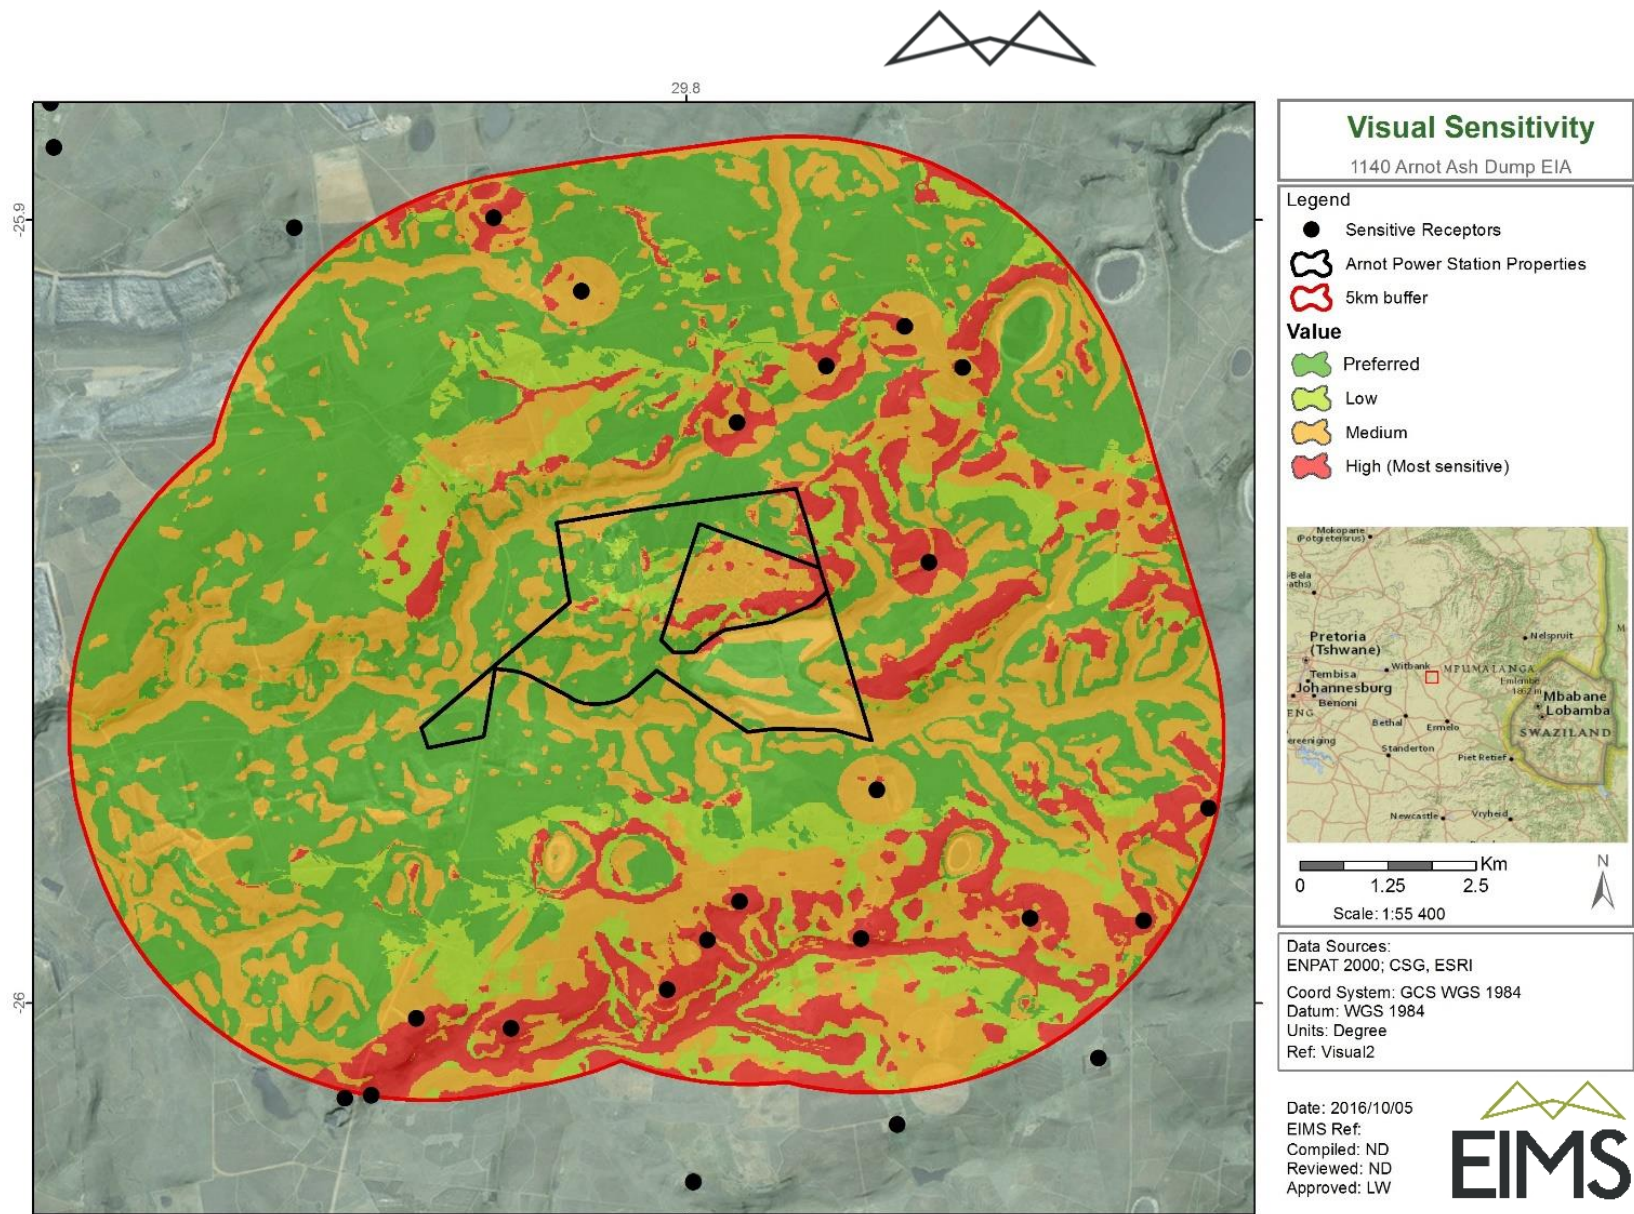 29.8
-25.9
-26
Visual Sensitivity
1140 Arnot Ash Dump EIA
Legend
Sensitive Receptors
Arnot Power Station Properties
5km buffer
Value
Preferred
Low
Medium
High (Most sensitive)
Mokopane
(Potgietersrus)
Nelspruit
Pretoria
(Tshwane)
Witbank
MPUMALANGA
Tembisa
Johannesburg
Benoni
Mbabane
Lobamba
Bethal
Ermelo
SWAZILAND
Standerton
Piet Retief
Newcastle
Vryheid
Km
0 1.25 2.5
N
Scale: 1:55 400
Data Sources:
ENPAT 2000; CSG, ESRI
Coord System: GCS WGS 1984
Datum: WGS 1984
Units: Degree
Ref: Visual2
Date: 2016/10/05
EIMS Ref:
Compiled: ND
Reviewed: ND
Approved: LW
EIMS